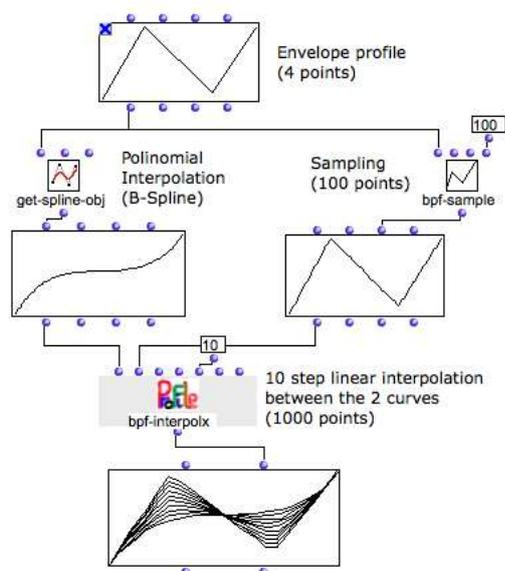 Envelope profile
(4 points)
100
Polinomial
Interpolation
(B-Spline)
Sampling
(100 points)
get-spline-obj
bpf-sample
10
10 step linear interpolation
between the 2 curves
(1000 points)
Profile
bpf-interpolx